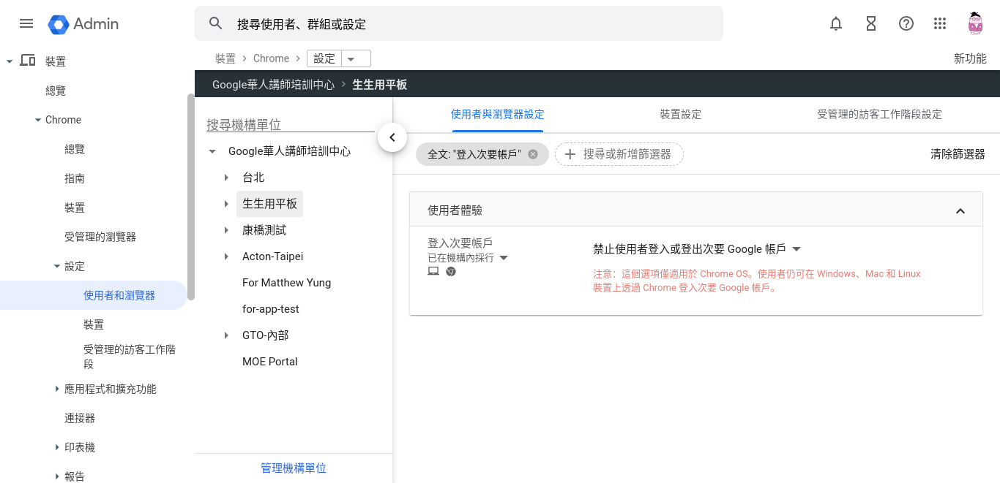 Admin
搜尋使用者、群組或設定
裝置
總覽
Chrome
總覽
指南
裝置
受管理的瀏覽器
設定
使用者和瀏覽器
裝置
受管理的訪客工作階
段
應用程式和擴充功能
連接器
印表機
報告
裝置 > Chrome > 設定
新功能
Google華人講師培訓中心 > 生生用平板
搜尋機構單位
Google華人講師培訓中心
台北
生生用平板
康橋測試
Acton-Taipei
For Matthew Yung
for-app-test
GTO-內部
MOE Portal
管理機構單位
使用者與瀏覽器設定
裝置設定
受管理的訪客工作階段設定
全文: "登入次要帳戶"
搜尋或新增篩選器
清除篩選器
使用者體驗
登入次要帳戶
已在機構內採行
禁止使用者登入或登出次要 Google 帳戶
注意：這個選項僅適用於 Chrome OS。使用者仍可在 Windows、Mac 和 Linux
裝置上透過 Chrome 登入次要 Google 帳戶。